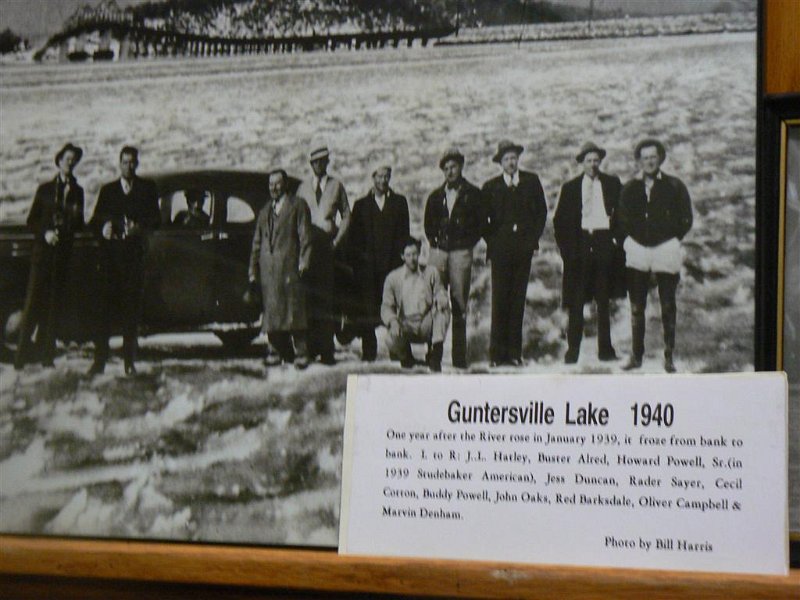 Guntersville Lake 1940
One year after the River rose in January 1939, it froze from bank to
bank. L to R: J..L. Hatley, Buster Alred, Howard Powell, Sr.(in
1939 Studebaker American), Jess Duncan, Rader Sayer, Cecil
Cotton, Buddy Powell, John Oaks, Red Barksdale, Oliver Campbell &
Marvin Denham.
Photo by Bill Harris